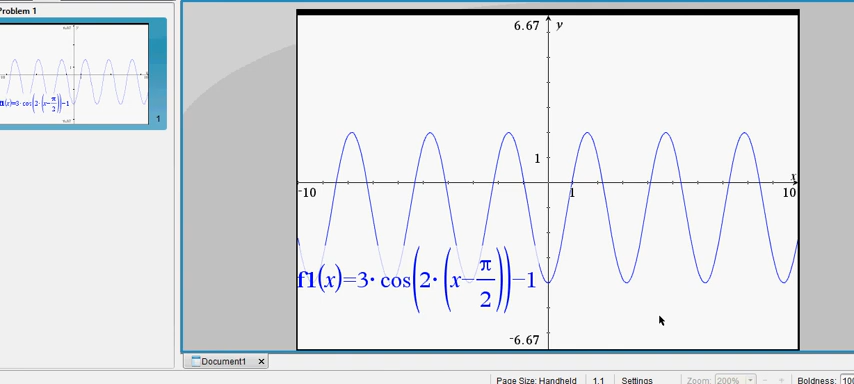 Problem 1
1
6.67
y
1
x
-10
1
10
f1(x)=3·cos(2·(x-π/2))-1
-6.67
Document1
Page Size: Handheld 1.1 Settings Zoom: 200% Boldness: